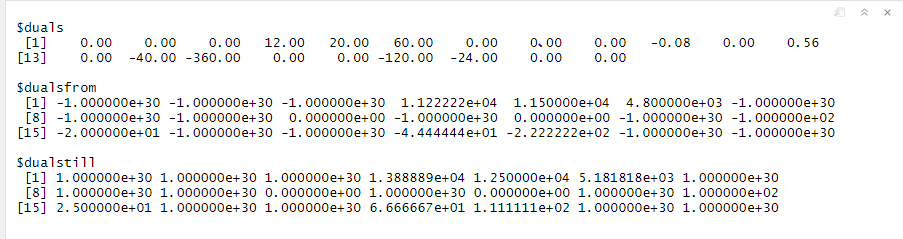 $duals
 [1]    0.00    0.00    0.00   12.00   20.00   60.00    0.00    0.00    0.00   -0.08    0.00    0.56
[13]    0.00  -40.00 -360.00    0.00    0.00 -120.00  -24.00    0.00    0.00
$dualsfrom
 [1] -1.000000e+30 -1.000000e+30 -1.000000e+30  1.122222e+04  1.150000e+04  4.800000e+03 -1.000000e+30
 [8] -1.000000e+30 -1.000000e+30  0.000000e+00 -1.000000e+30  0.000000e+00 -1.000000e+30 -1.000000e+02
[15] -2.000000e+01 -1.000000e+30 -1.000000e+30 -4.444444e+01 -2.222222e+02 -1.000000e+30 -1.000000e+30
$dualstill
 [1] 1.000000e+30 1.000000e+30 1.000000e+30 1.388889e+04 1.250000e+04 5.181818e+03 1.000000e+30
 [8] 1.000000e+30 1.000000e+30 0.000000e+00 1.000000e+30 0.000000e+00 1.000000e+30 1.000000e+02
[15] 2.500000e+01 1.000000e+30 1.000000e+30 6.666667e+01 1.111111e+02 1.000000e+30 1.000000e+30